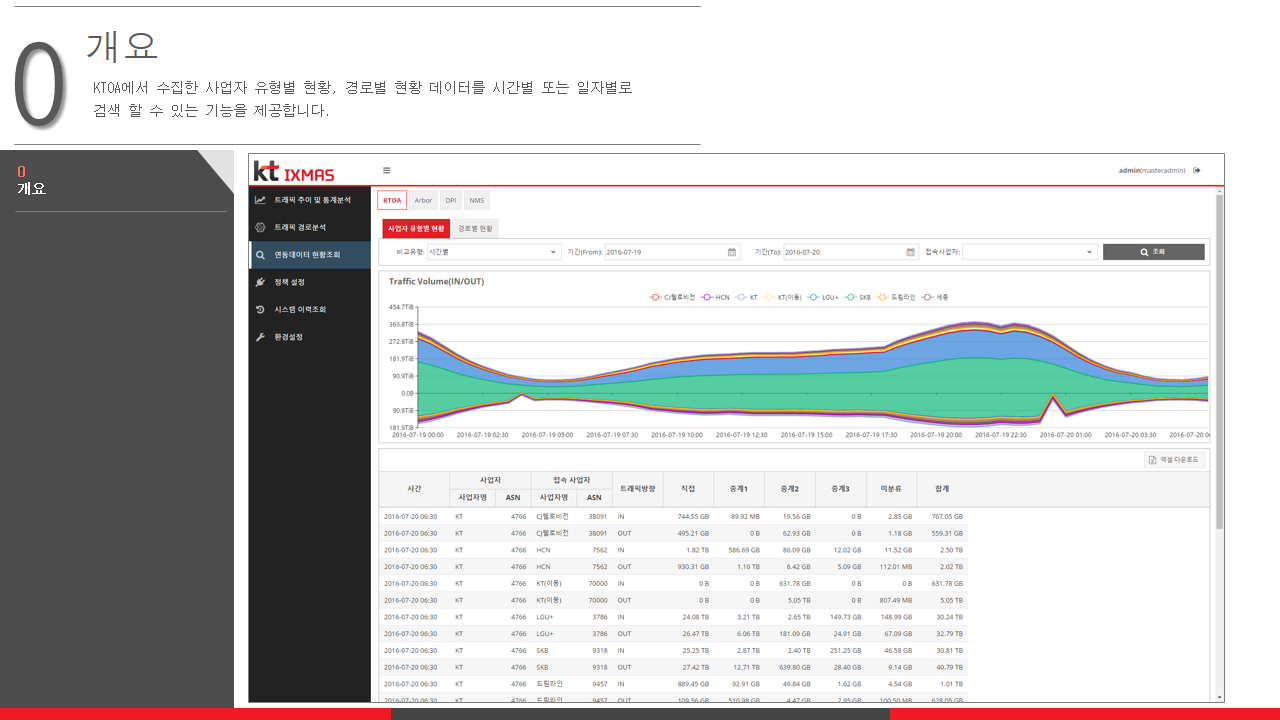 0
개요
KTOA에서 수집한 사업자 유형별 현황, 경로별 현황 데이터를 시간별 또는 일자별로
검색 할 수 있는 기능을 제공합니다.
0
개요
kt IXMAS
admin(masteradmin)
트래픽 추이 및 통계분석
트래픽 경로분석
연동데이터 현황조회
정책 설정
시스템 이력조회
환경설정
KTOA Arbor DPI NMS
사업자 유형별 현황 경로별 현황
비교유형: 시간별 기간(From): 2016-07-19 기간(To): 2016-07-20 접속사업자: 조회
Traffic Volume(IN/OUT)
CJ헬로비전 HCN KT KT(이동) LGU+ SKB 드림라인 세종
454.7TiB
363.8TiB
272.8TiB
181.9TiB
90.9TiB
0.0B
90.9TiB
181.9TiB
2016-07-19 00:00 2016-07-19 02:30 2016-07-19 05:00 2016-07-19 07:30 2016-07-19 10:00 2016-07-19 12:30 2016-07-19 15:00 2016-07-19 17:30 2016-07-19 20:00 2016-07-19 22:30 2016-07-20 01:00 2016-07-20 03:30 2016-07-20 0
엑셀 다운로드
시간 사업자 접속 사업자 트래픽방향 직접 중계1 중계2 중계3 미분류 합계
사업자명 ASN 사업자명 ASN
2016-07-20 06:30 KT 4766 CJ헬로비전 38091 IN 744.55 GB 89.92 MB 19.56 GB 0 B 2.85 GB 767.05 GB
2016-07-20 06:30 KT 4766 CJ헬로비전 38091 OUT 495.21 GB 0 B 62.93 GB 0 B 1.18 GB 559.31 GB
2016-07-20 06:30 KT 4766 HCN 7562 IN 1.82 TB 586.69 GB 86.09 GB 12.02 GB 11.52 GB 2.50 TB
2016-07-20 06:30 KT 4766 HCN 7562 OUT 930.31 GB 1.10 TB 6.42 GB 5.09 GB 112.01 MB 2.02 TB
2016-07-20 06:30 KT 4766 KT(이동) 70000 IN 0 B 0 B 631.78 GB 0 B 0 B 631.78 GB
2016-07-20 06:30 KT 4766 KT(이동) 70000 OUT 0 B 0 B 5.05 TB 0 B 807.49 MB 5.05 TB
2016-07-20 06:30 KT 4766 LGU+ 3786 IN 24.08 TB 3.21 TB 2.65 TB 149.73 GB 148.99 GB 30.24 TB
2016-07-20 06:30 KT 4766 LGU+ 3786 OUT 26.47 TB 6.06 TB 181.09 GB 24.91 GB 67.09 GB 32.79 TB
2016-07-20 06:30 KT 4766 SKB 9318 IN 25.25 TB 2.87 TB 2.40 TB 251.25 GB 46.58 GB 30.81 TB
2016-07-20 06:30 KT 4766 SKB 9318 OUT 27.42 TB 12.71 TB 639.80 GB 28.40 GB 9.14 GB 40.79 TB
2016-07-20 06:30 KT 4766 드림라인 9457 IN 889.45 GB 92.91 GB 49.84 GB 1.62 GB 4.54 GB 1.01 TB
2016-07-20 06:30 KT 4766 드림라인 9457 OUT 109.56 GB 510.98 GB 4.47 GB 2.95 GB 100.50 MB 628.05 GB